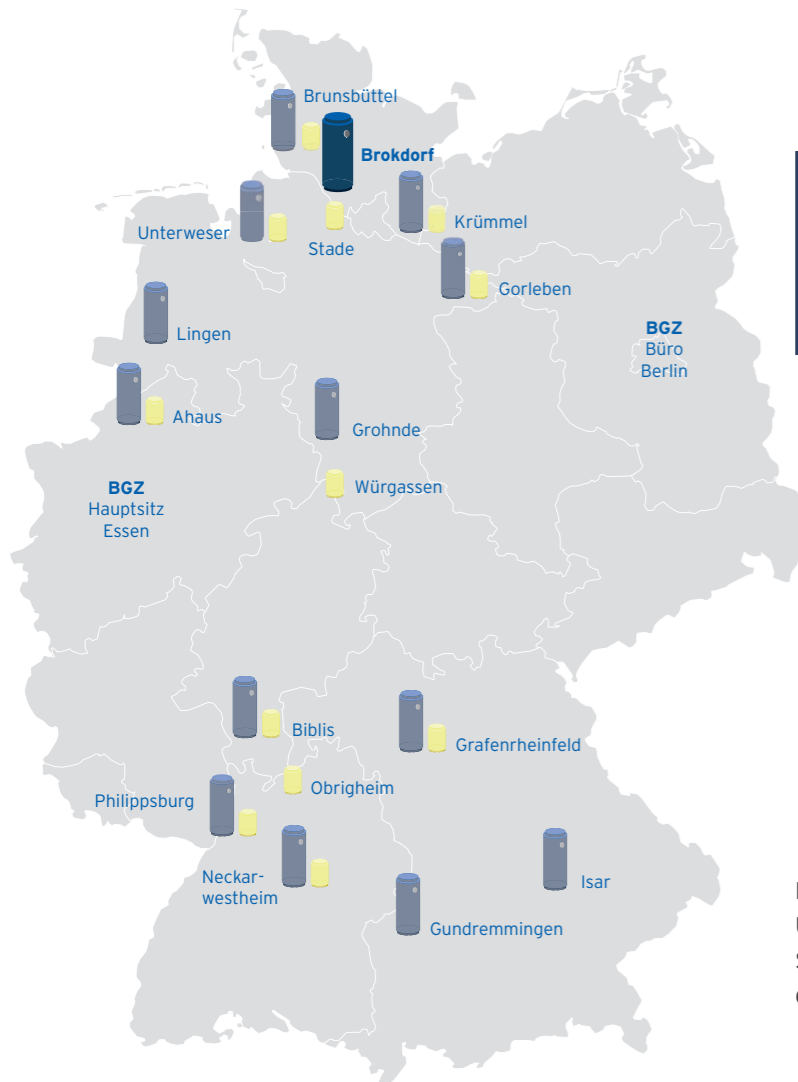 Brunsbüttel
Brokdorf
Krümmel
Unterweser
Stade
Gorleben
Lingen
BGZ
Büro
Berlin
Ahaus
Grohnde
BGZ
Hauptsitz
Essen
Würgassen
Biblis
Grafenrheinfeld
Obrigheim
Philippsburg
Neckar-
westheim
Isar
Gundremmingen